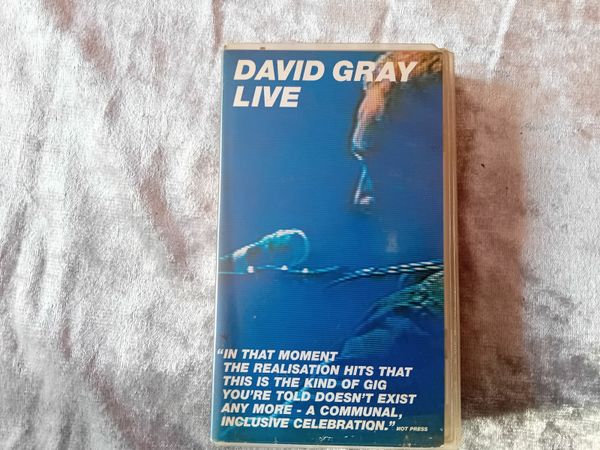 DAVID GRAY
LIVE
“IN THAT MOMENT
THE REALISATION HITS THAT
THIS IS THE KIND OF GIG
YOU'RE TOLD DOESN'T EXIST
ANY MORE - A COMMUNAL,
INCLUSIVE CELEBRATION.” HOT PRESS